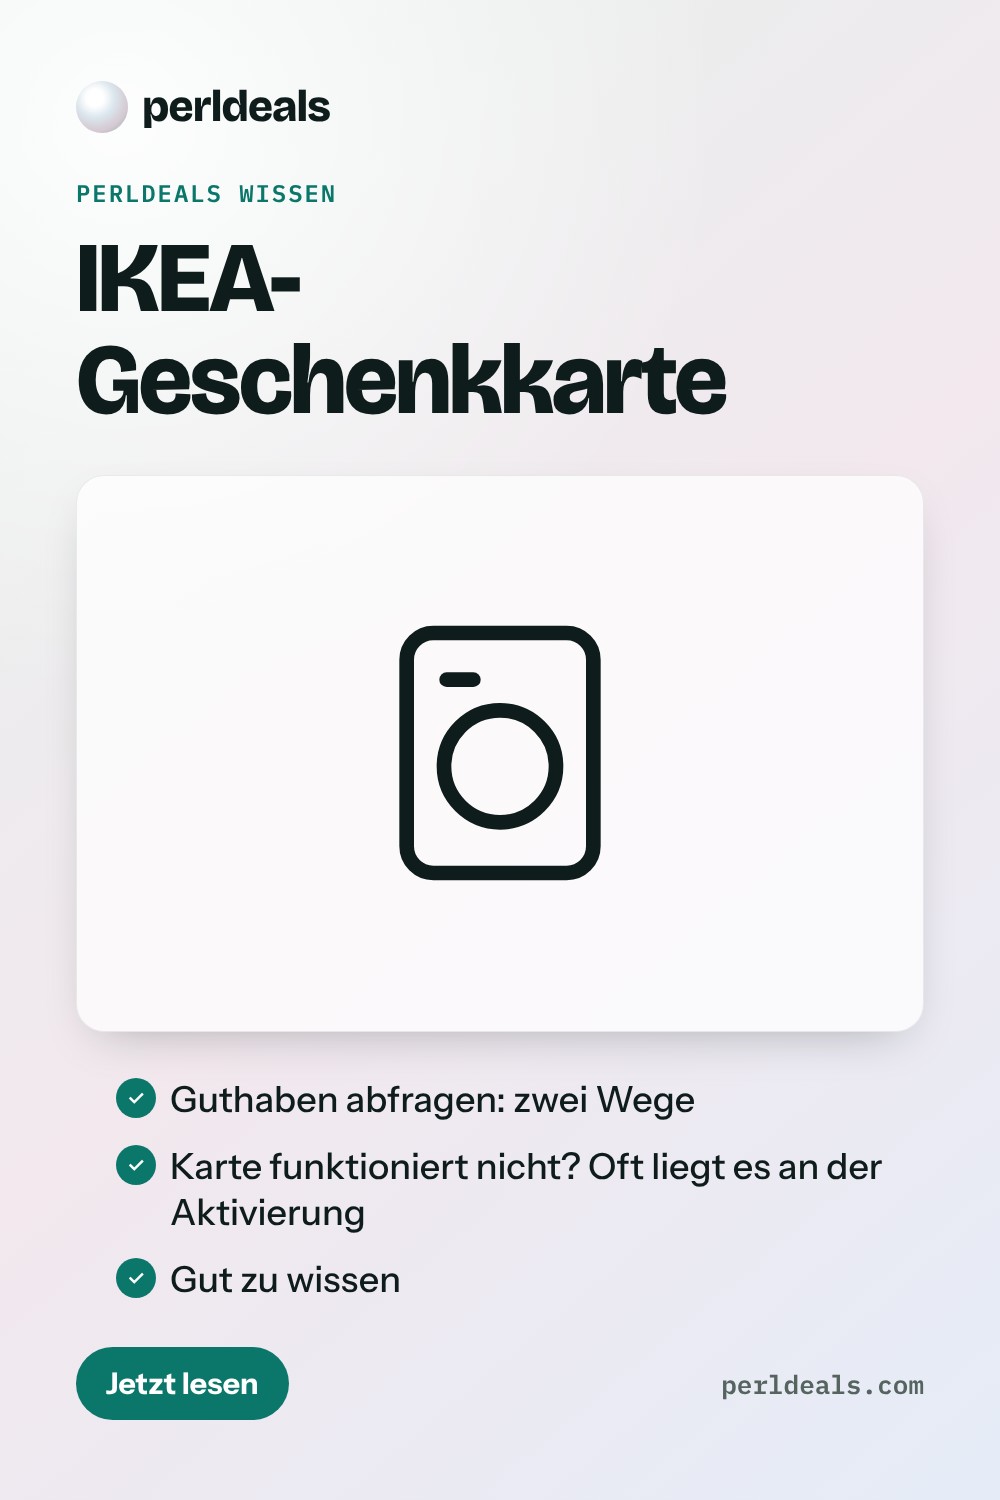 perldeals
PERLDEALS WISSEN
IKEA-
Geschenkkarte
Guthaben abfragen: zwei Wege
Karte funktioniert nicht? Oft liegt es an der
Aktivierung
Gut zu wissen
Jetzt lesen
perldeals.com